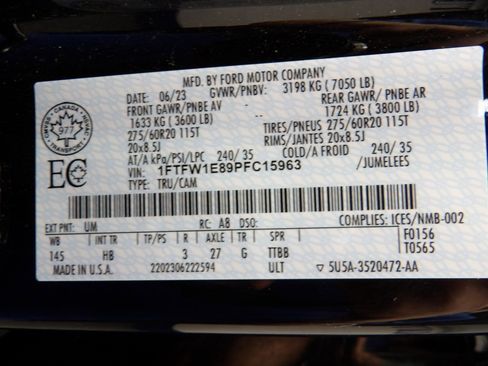 MFD. BY FORD MOTOR COMPANY
DATE: 06/23 GVWR/PNBV: 3198 KG ( 7050 LB)
FRONT GAWR/PNBE AV REAR GAWR/ PNBE AR
1633 KG ( 3600 LB) 1724 KG ( 3800 LB)
275/60R20 115T TIRES/PNEUS 275/60R20 115T
20x8.5J RIMS/JANTES 20x8.5J
AT/A kPa/PSI/LPC 240/ 35 COLD/A FROID 240/ 35
VIN: 1FTFW1E89PFC15963 /JUMELEES
TYPE: TRU/CAM
CANADA
977
TRANSPORT
EC
EXT PNT: UM RC: A8 DSO: COMPLIES: ICES/NMB-002
WB INT TR TP/PS R AXLE TR SPR F0156
145 HB 3 27 G TTBB T0565
MADE IN U.S.A. 2202306222594 ULT 5U5A-3520472-AA